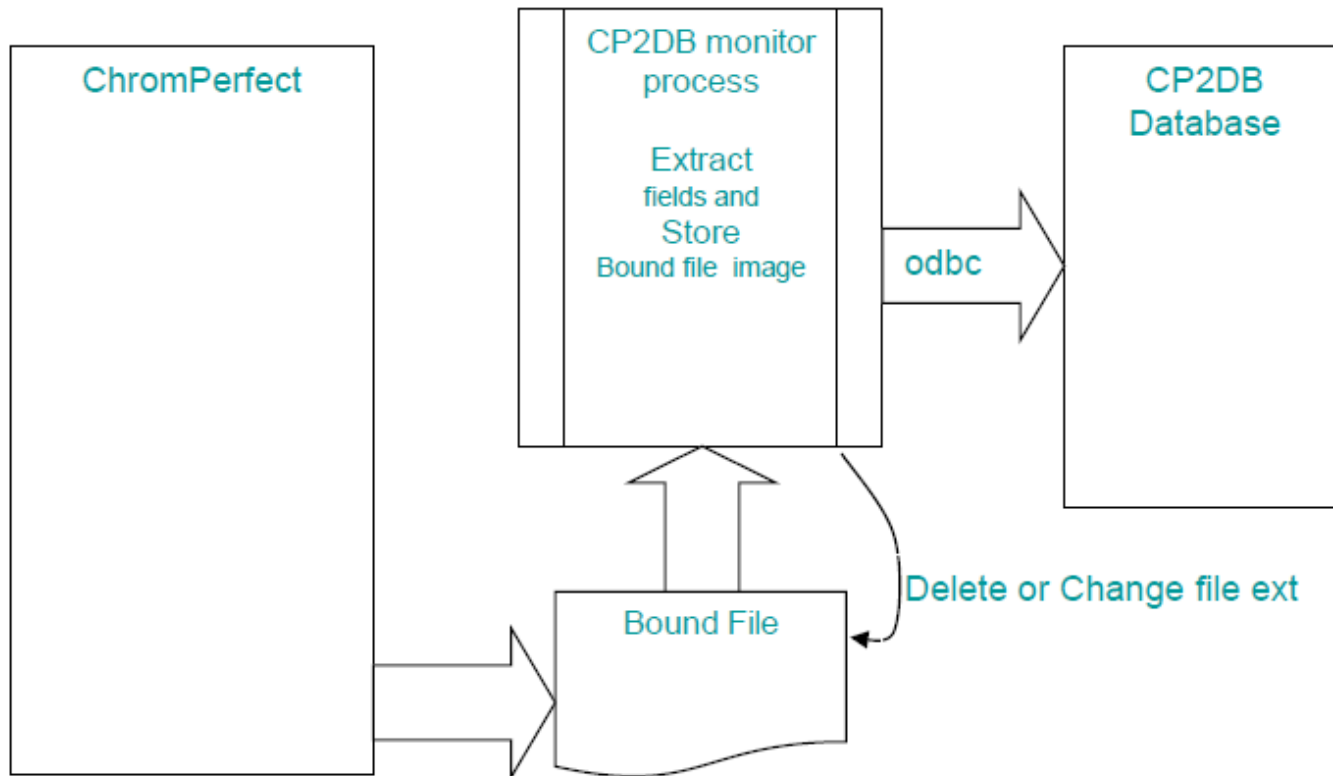 ChromPerfect
CP2DB monitor
process
Extract
fields and
Store
Bound file image
odbc
CP2DB
Database
Delete or Change file ext
Bound File